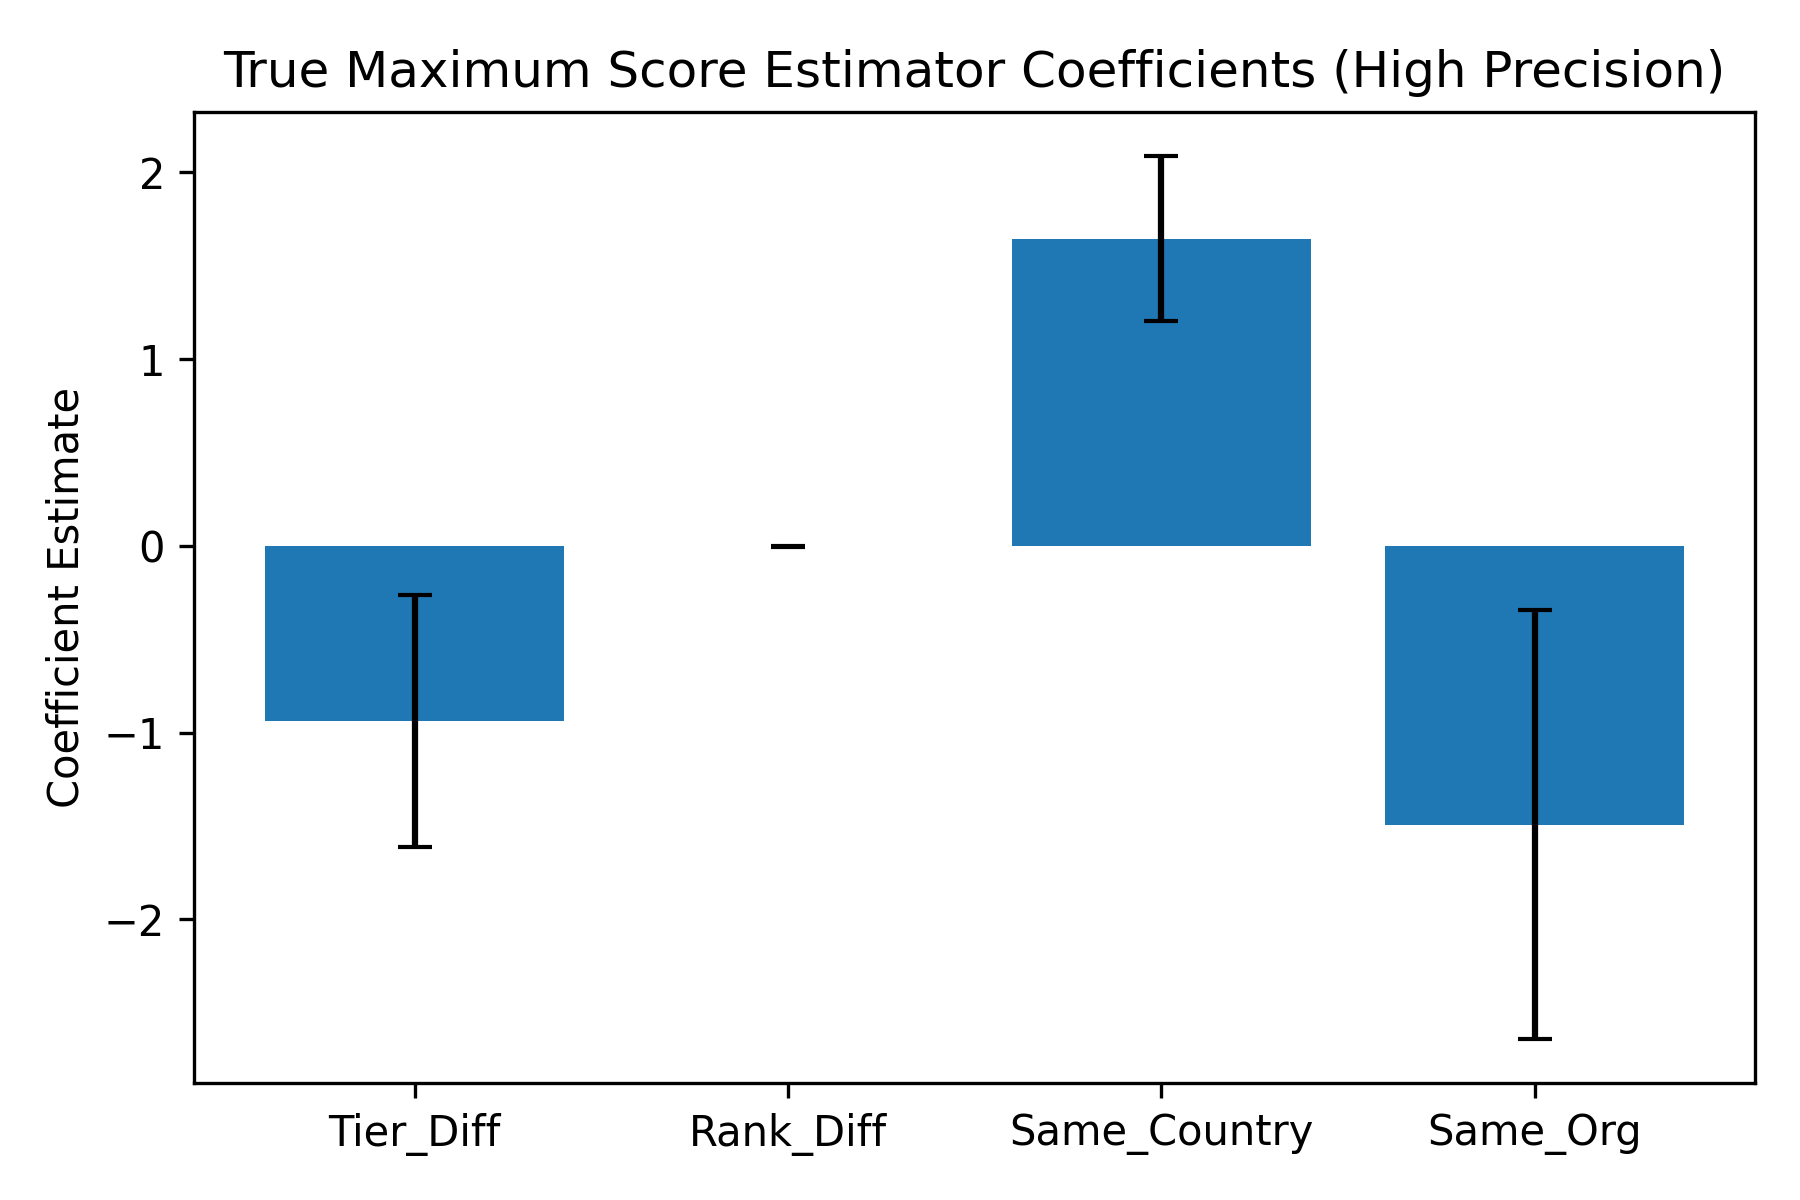 True Maximum Score Estimator Coefficients (High Precision)
Coefficient Estimate
2
1
0
−1
−2
Tier_Diff
Rank_Diff
Same_Country
Same_Org